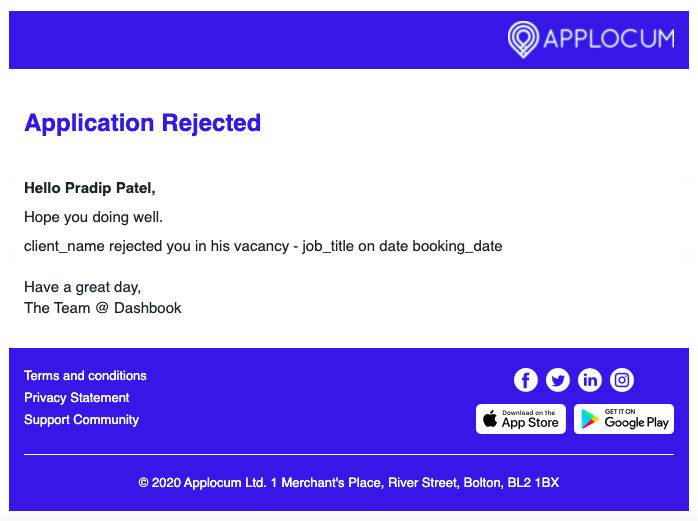 APPLOCUM
Application Rejected
Hello Pradip Patel,
Hope you doing well.
client_name rejected you in his vacancy - job_title on date booking_date
Have a great day,
The Team @ Dashbook
Terms and conditions
Privacy Statement
Support Community
Download on the
App Store
GET IT ON
Google Play
© 2020 Applocum Ltd. 1 Merchant's Place, River Street, Bolton, BL2 1BX